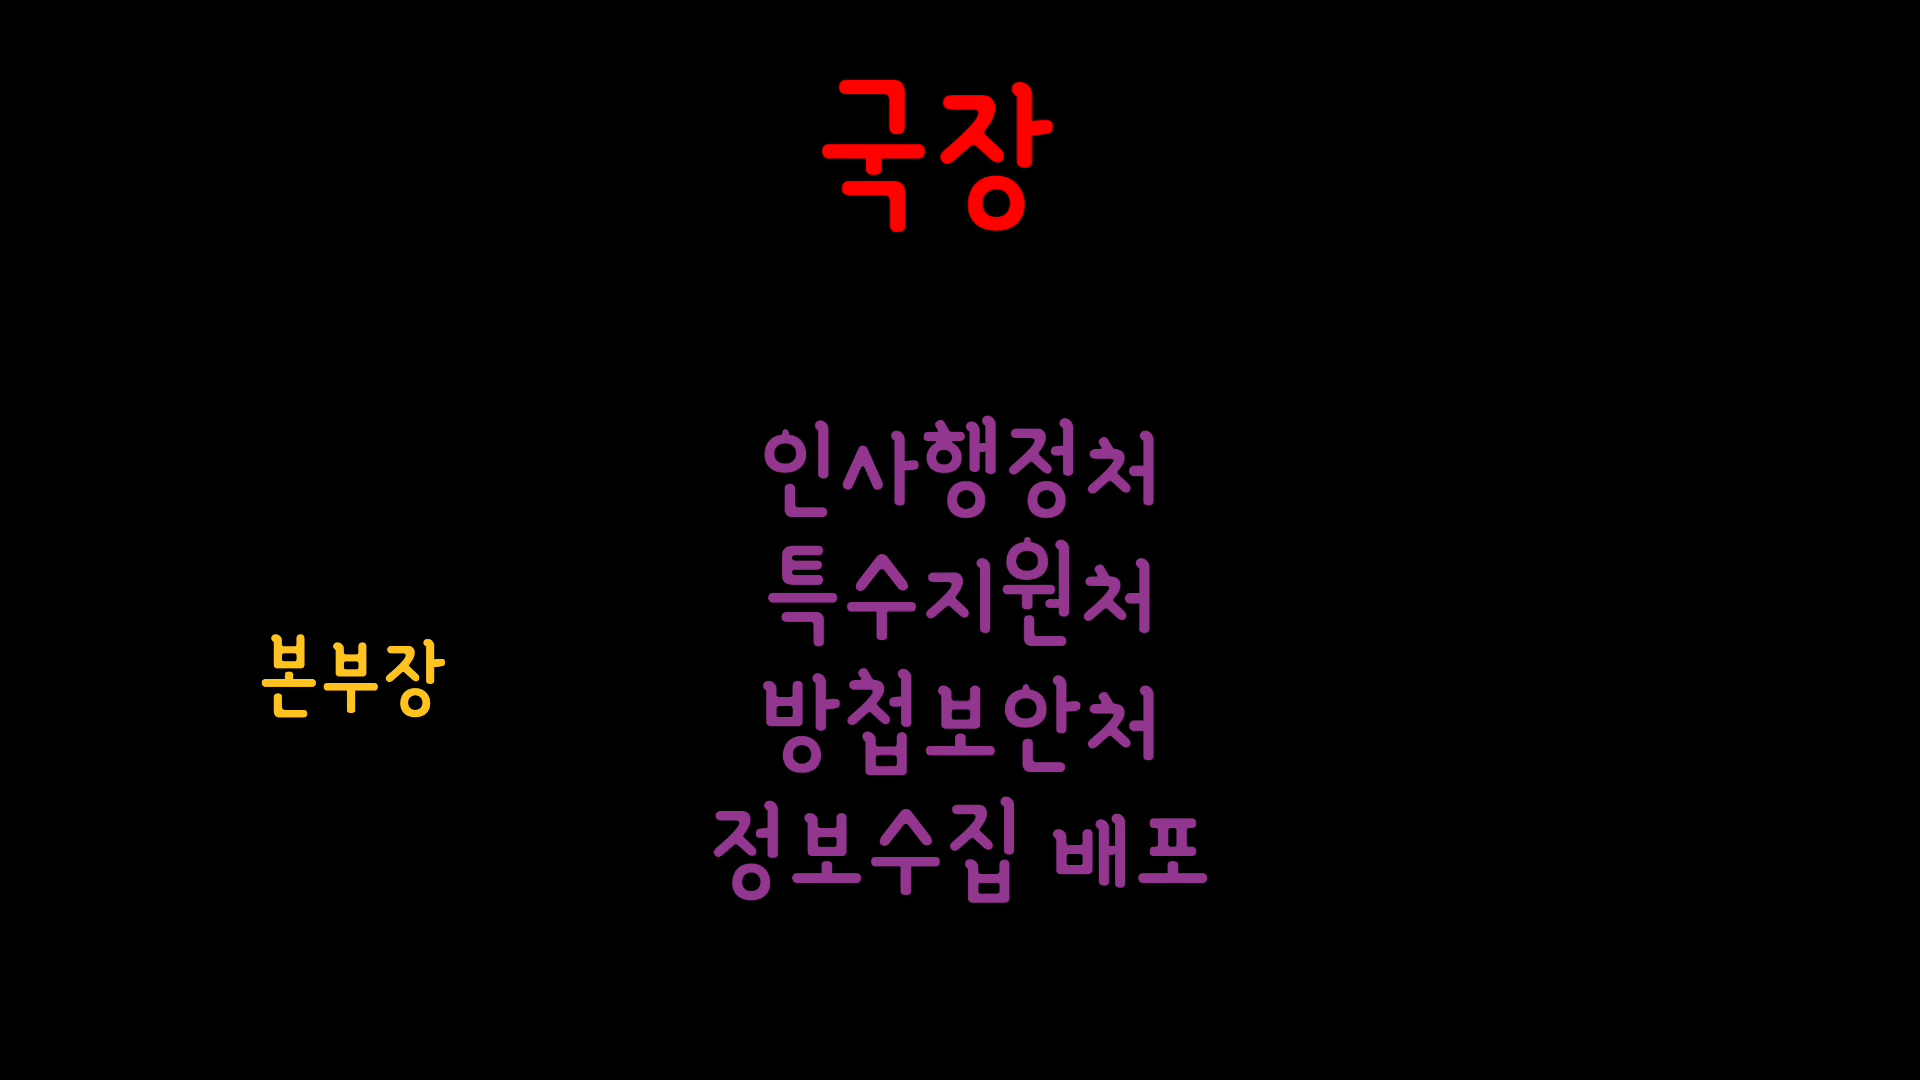 국장
인사행정처
특수지원처
본부장
방첩보안처
정보수집 배포